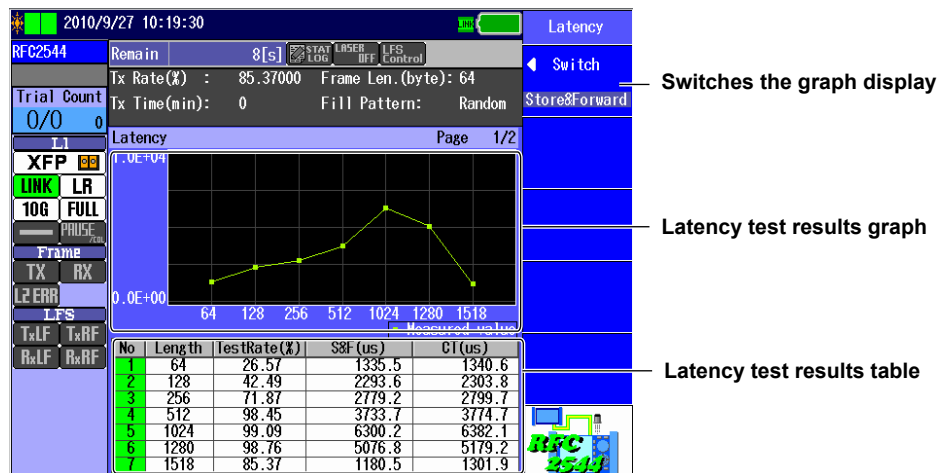 2010/9/27 10:19:30 LINK Latency
RFC2544 Remain 8[s] STAT LOG LASER OFF LFS Control
Switch
Store&Forward
Switches the graph display
Tx Rate(%) : 85.37000 Frame Len.(byte): 64
Tx Time(min): 0 Fill Pattern: Random
Trial Count
0/0 0
Latency Page 1/2
L1
XFP
LINK LR
10G FULL
PAUSE
Frame
TX RX
L2 ERR
LFS
TxLF TxRF
RxLF RxRF
1.0E+04
0.0E+00
64 128 256 512 1024 1280 1518
Measured value
Latency test results graph
No Length TestRate(%) S&F(us) CT(us)
1 64 26.57 1335.5 1340.6
2 128 42.49 2293.6 2303.8
3 256 71.87 2779.2 2799.7
4 512 98.45 3733.7 3774.7
5 1024 99.09 6300.2 6382.1
6 1280 98.76 5076.8 5179.2
7 1518 85.37 1180.5 1301.9
Latency test results table
RFC
2544